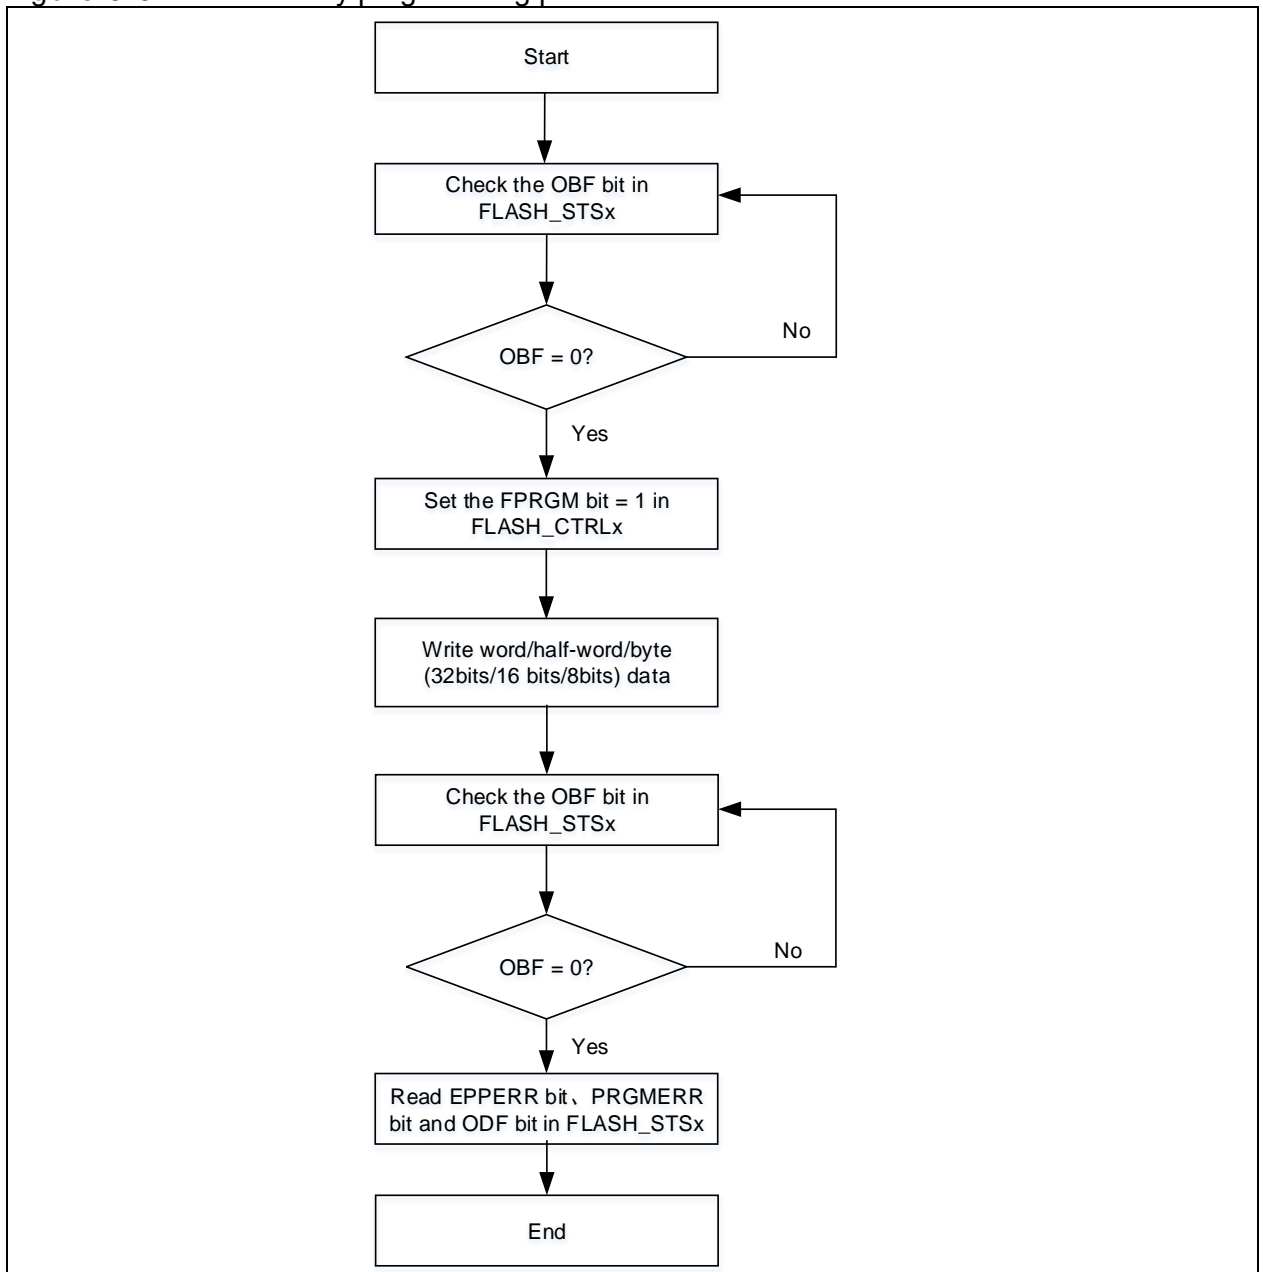 Start
Check the OBF bit in
FLASH_STSx
No
OBF = 0?
Yes
Set the FPRGM bit = 1 in
FLASH_CTRLx
Write word/half-word/byte
(32bits/16 bits/8bits) data
Check the OBF bit in
FLASH_STSx
No
OBF = 0?
Yes
Read EPPERR bit、PRGMERR
bit and ODF bit in FLASH_STSx
End